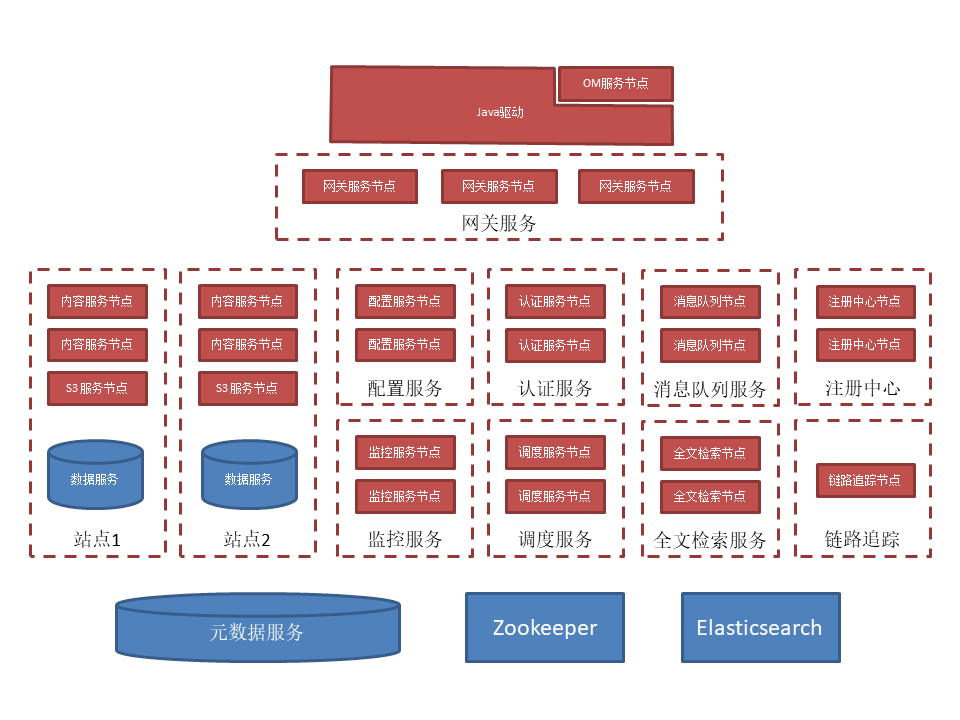 OM服务节点
Java驱动
网关服务节点
网关服务节点
网关服务节点
网关服务
内容服务节点
内容服务节点
S3 服务节点
数据服务
站点1
内容服务节点
内容服务节点
S3 服务节点
数据服务
站点2
配置服务节点
配置服务节点
配置服务
认证服务节点
认证服务节点
认证服务
消息队列节点
消息队列节点
消息队列服务
注册中心节点
注册中心节点
注册中心
监控服务节点
监控服务节点
监控服务
调度服务节点
调度服务节点
调度服务
全文检索节点
全文检索节点
全文检索服务
链路追踪节点
链路追踪
元数据服务
Zookeeper
Elasticsearch